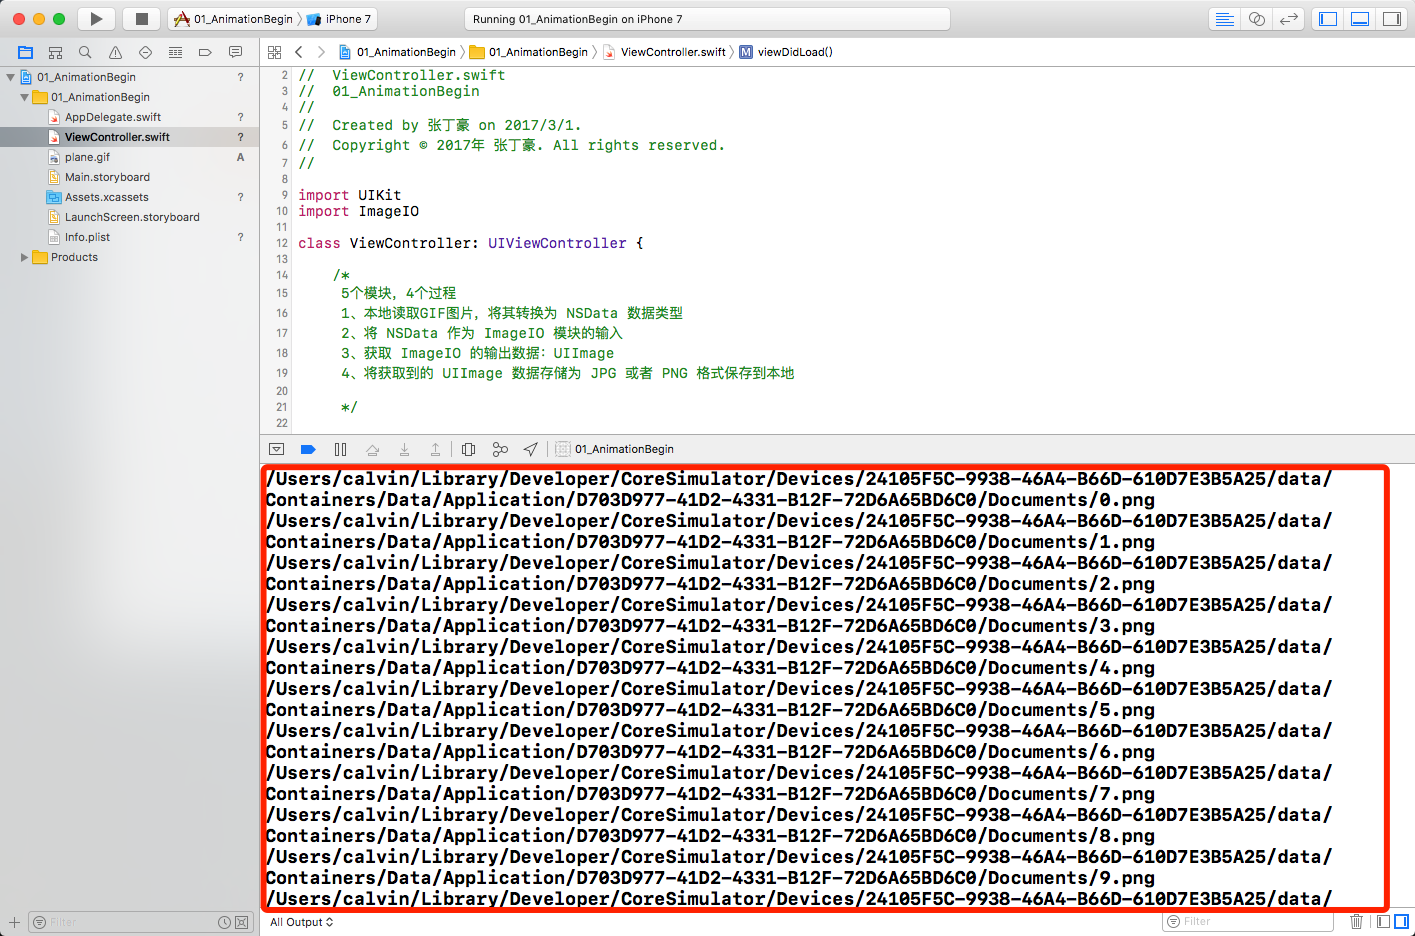 01_AnimationBegin
iPhone 7
Running 01_AnimationBegin on iPhone 7
01_AnimationBegin
01_AnimationBegin
ViewController.swift
M
viewDidLoad()
01_AnimationBegin ?
01_AnimationBegin
AppDelegate.swift ?
ViewController.swift ?
plane.gif A
Main.storyboard
Assets.xcassets ?
LaunchScreen.storyboard
Info.plist ?
Products
Filter
2 // ViewController.swift
3 // 01_AnimationBegin
4 //
5 // Created by 张丁豪 on 2017/3/1.
6 // Copyright © 2017年 张丁豪. All rights reserved.
7 //
8
9 import UIKit
10 import ImageIO
11
12 class ViewController: UIViewController {
13
14 /*
15 5个模块，4个过程
16 1、本地读取GIF图片，将其转换为 NSData 数据类型
17 2、将 NSData 作为 ImageIO 模块的输入
18 3、获取 ImageIO 的输出数据：UIImage
19 4、将获取到的 UIImage 数据存储为 JPG 或者 PNG 格式保存到本地
20
21 */
22
01_AnimationBegin
/Users/calvin/Library/Developer/CoreSimulator/Devices/24105F5C-9938-46A4-B66D-610D7E3B5A25/data/
Containers/Data/Application/D703D977-41D2-4331-B12F-72D6A65BD6C0/Documents/0.png
/Users/calvin/Library/Developer/CoreSimulator/Devices/24105F5C-9938-46A4-B66D-610D7E3B5A25/data/
Containers/Data/Application/D703D977-41D2-4331-B12F-72D6A65BD6C0/Documents/1.png
/Users/calvin/Library/Developer/CoreSimulator/Devices/24105F5C-9938-46A4-B66D-610D7E3B5A25/data/
Containers/Data/Application/D703D977-41D2-4331-B12F-72D6A65BD6C0/Documents/2.png
/Users/calvin/Library/Developer/CoreSimulator/Devices/24105F5C-9938-46A4-B66D-610D7E3B5A25/data/
Containers/Data/Application/D703D977-41D2-4331-B12F-72D6A65BD6C0/Documents/3.png
/Users/calvin/Library/Developer/CoreSimulator/Devices/24105F5C-9938-46A4-B66D-610D7E3B5A25/data/
Containers/Data/Application/D703D977-41D2-4331-B12F-72D6A65BD6C0/Documents/4.png
/Users/calvin/Library/Developer/CoreSimulator/Devices/24105F5C-9938-46A4-B66D-610D7E3B5A25/data/
Containers/Data/Application/D703D977-41D2-4331-B12F-72D6A65BD6C0/Documents/5.png
/Users/calvin/Library/Developer/CoreSimulator/Devices/24105F5C-9938-46A4-B66D-610D7E3B5A25/data/
Containers/Data/Application/D703D977-41D2-4331-B12F-72D6A65BD6C0/Documents/6.png
/Users/calvin/Library/Developer/CoreSimulator/Devices/24105F5C-9938-46A4-B66D-610D7E3B5A25/data/
Containers/Data/Application/D703D977-41D2-4331-B12F-72D6A65BD6C0/Documents/7.png
/Users/calvin/Library/Developer/CoreSimulator/Devices/24105F5C-9938-46A4-B66D-610D7E3B5A25/data/
Containers/Data/Application/D703D977-41D2-4331-B12F-72D6A65BD6C0/Documents/8.png
/Users/calvin/Library/Developer/CoreSimulator/Devices/24105F5C-9938-46A4-B66D-610D7E3B5A25/data/
Containers/Data/Application/D703D977-41D2-4331-B12F-72D6A65BD6C0/Documents/9.png
/Users/calvin/Library/Developer/CoreSimulator/Devices/24105F5C-9938-46A4-B66D-610D7E3B5A25/data/
All Output
Filter